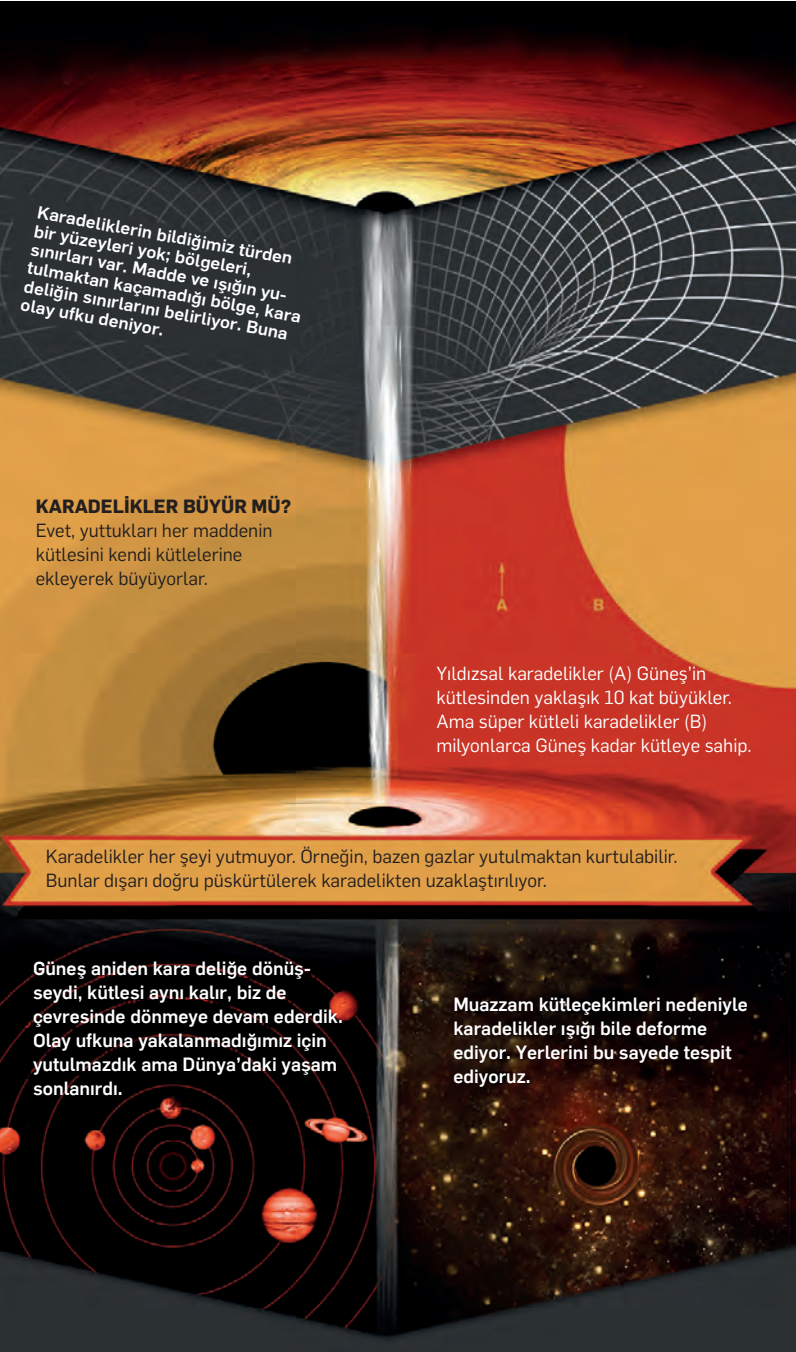 Karadeliklerin bildiğimiz türden
bir yüzeyleri yok; bölgeleri,
sınırları var. Madde ve ışığın yu-
tulmaktan kaçamadığı bölge, kara
deliğin sınırlarını belirliyor. Buna
olay ufku deniyor.
KARADELİKLER BÜYÜR MÜ?
Evet, yuttukları her maddenin
kütlesini kendi kütlelerine
ekleyerek büyüyorlar.
A
B
Yıldızsal karadelikler (A) Güneş’in
kütlesinden yaklaşık 10 kat büyükler.
Ama süper kütleli karadelikler (B)
milyonlarca Güneş kadar kütleye sahip.
Karadelikler her şeyi yutmuyor. Örneğin, bazen gazlar yutulmaktan kurtulabilir.
Bunlar dışarı doğru püskürtülerek karadelikten uzaklaştırılıyor.
Güneş aniden kara deliğe dönüş-
seydi, kütlesi aynı kalır, biz de
çevresinde dönmeye devam ederdik.
Olay ufkuna yakalanmadığımız için
yutulmazdık ama Dünya’daki yaşam
sonlanırdı.
Muazzam kütleçekimleri nedeniyle
karadelikler ışığı bile deforme
ediyor. Yerlerini bu sayede tespit
ediyoruz.